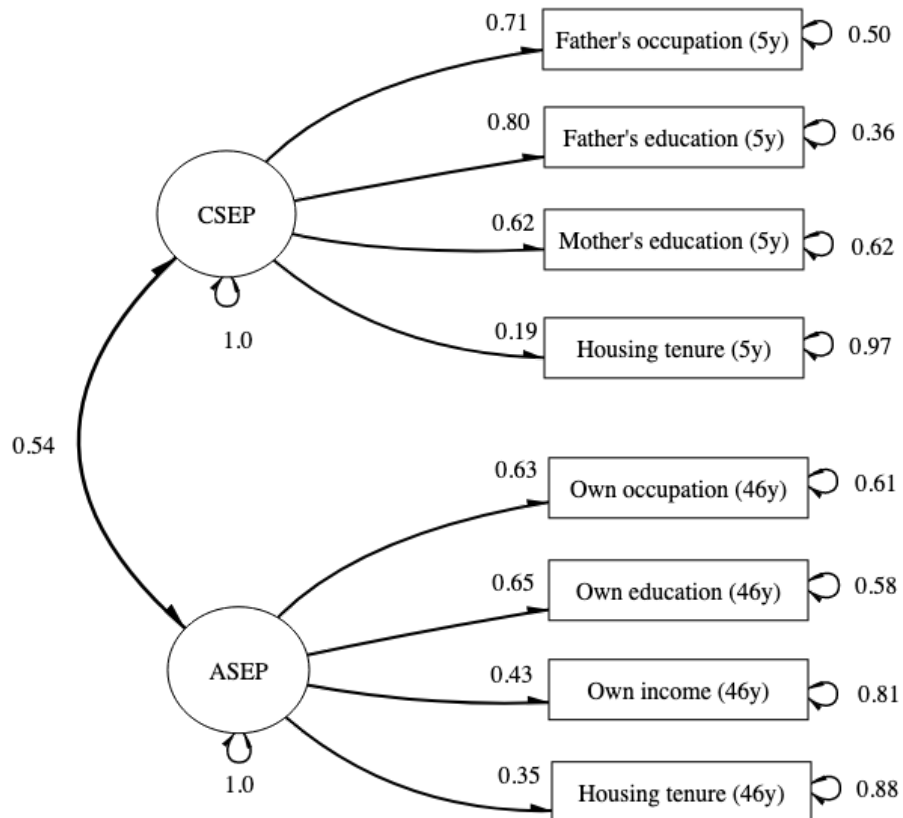 0.71
Father's occupation (5y)
0.50
0.80
Father's education (5y)
0.36
CSEP
0.62
Mother's education (5y)
0.62
1.0
0.19
Housing tenure (5y)
0.97
0.54
0.63
Own occupation (46y)
0.61
0.65
Own education (46y)
0.58
ASEP
0.43
Own income (46y)
0.81
1.0
0.35
Housing tenure (46y)
0.88